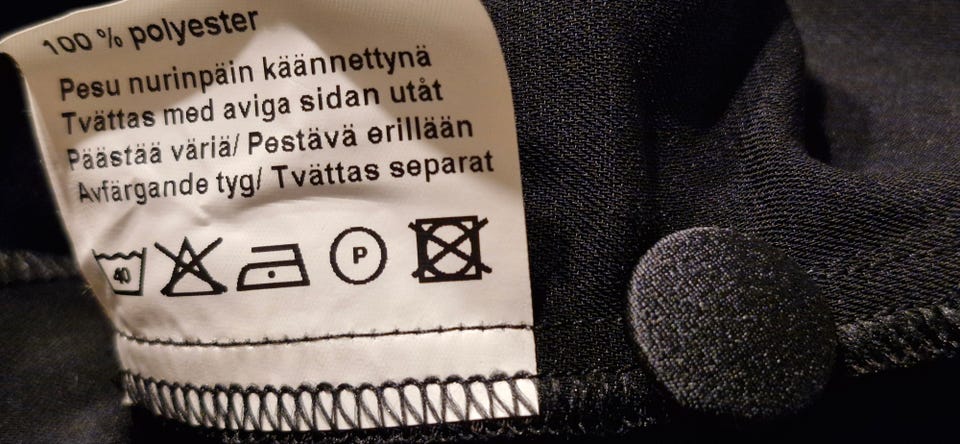 100 % polyester
Pesu nurinpäin käännettynä
Tvättas med aviga sidan utåt
Päästää väriä/ Pestävä erillään
Avfärgande tyg/ Tvättas separat
40 P